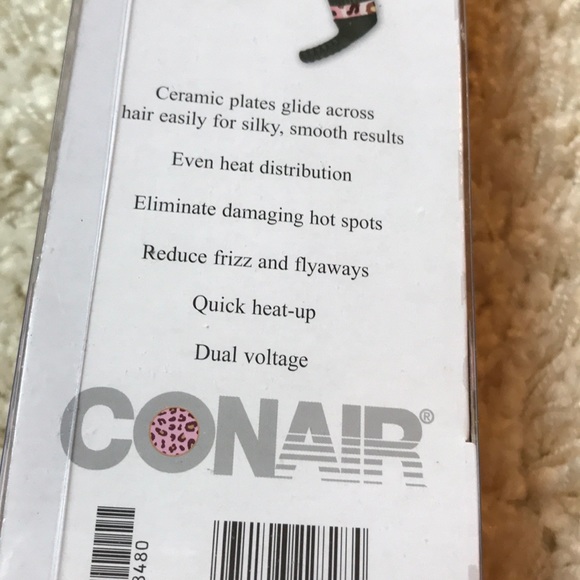 Ceramic plates glide across
hair easily for silky, smooth results
Even heat distribution
Eliminate damaging hot spots
Reduce frizz and flyaways
Quick heat-up
Dual voltage
CONAIR®
8480